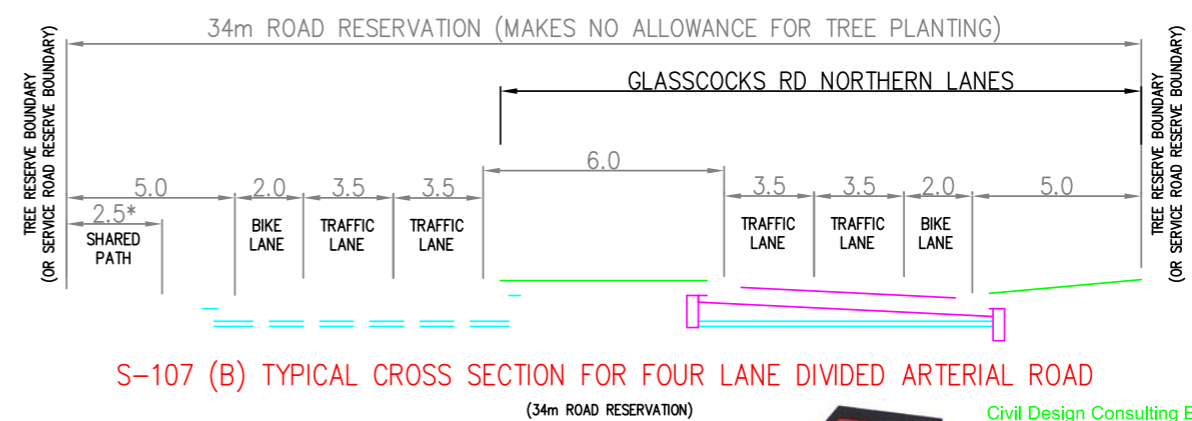 34m ROAD RESERVATION (MAKES NO ALLOWANCE FOR TREE PLANTING)
TREE RESERVE BOUNDARY
(OR SERVICE ROAD RESERVE BOUNDARY)
GLASSCOCKS RD NORTHERN LANES
TREE RESERVE BOUNDARY
(OR SERVICE ROAD RESERVE BOUNDARY)
6.0
5.0 2.0 3.5 3.5 3.5 3.5 2.0 5.0
2.5*
SHARED
PATH
BIKE
LANE
TRAFFIC
LANE
TRAFFIC
LANE
TRAFFIC
LANE
TRAFFIC
LANE
BIKE
LANE
S-107 (B) TYPICAL CROSS SECTION FOR FOUR LANE DIVIDED ARTERIAL ROAD
(34m ROAD RESERVATION)
Civil Design Consulting E